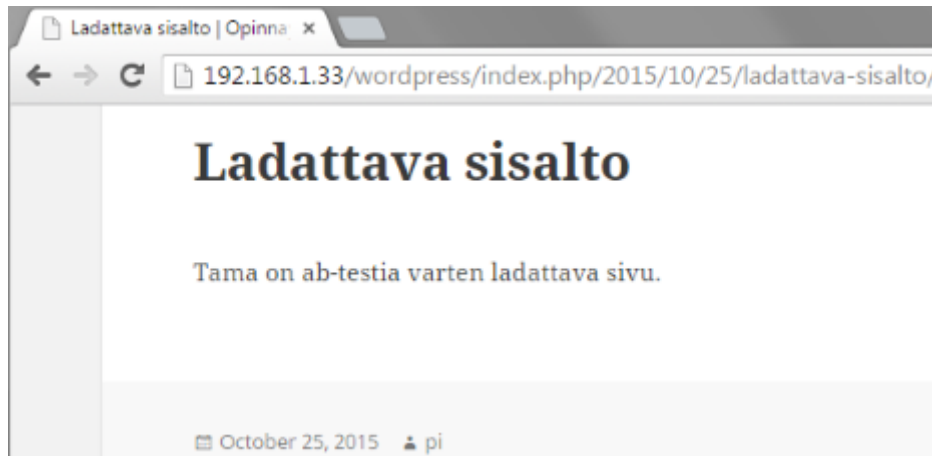 Ladattava sisalto | Opinna
192.168.1.33/wordpress/index.php/2015/10/25/ladattava-sisalto/
Ladattava sisalto
Tama on ab-testia varten ladattava sivu.
October 25, 2015 pi